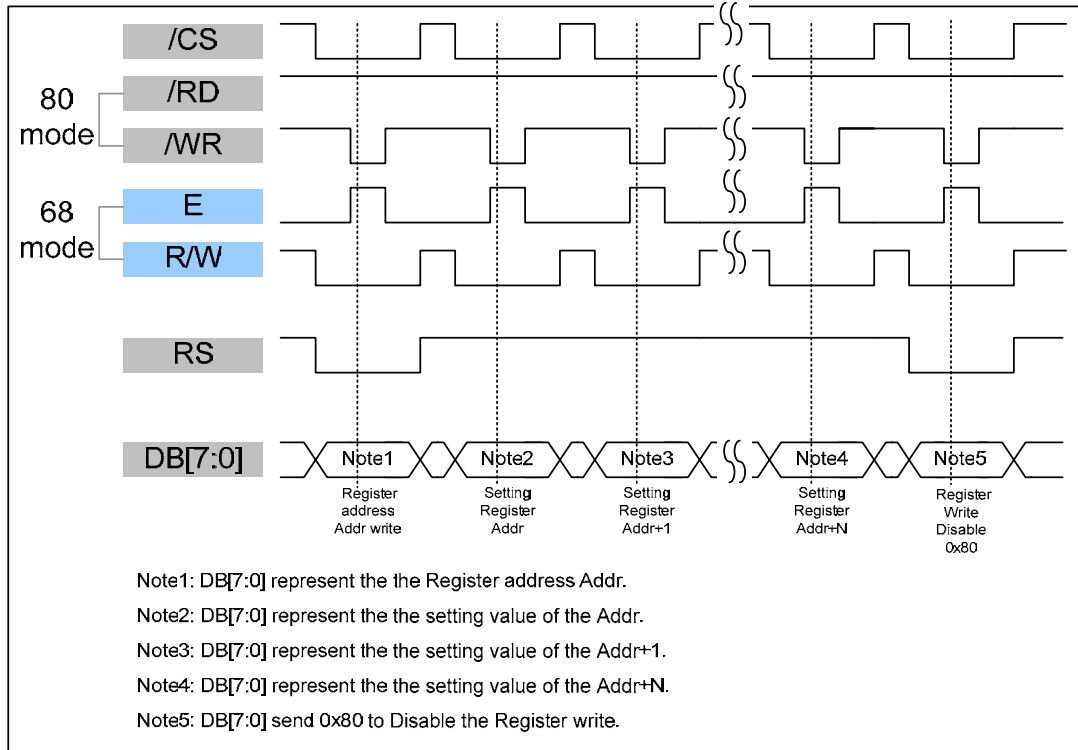 /CS
80
mode
/RD
/WR
68
mode
E
R/W
RS
DB[7:0]
Note1
Note2
Note3
Note4
Note5
Register
address
Addr write
Setting
Register
Addr
Setting
Register
Addr+1
Setting
Register
Addr+N
Register
Write
Disable
0x80
Note1: DB[7:0] represent the the Register address Addr.
Note2: DB[7:0] represent the the setting value of the Addr.
Note3: DB[7:0] represent the the setting value of the Addr+1.
Note4: DB[7:0] represent the the setting value of the Addr+N.
Note5: DB[7:0] send 0x80 to Disable the Register write.